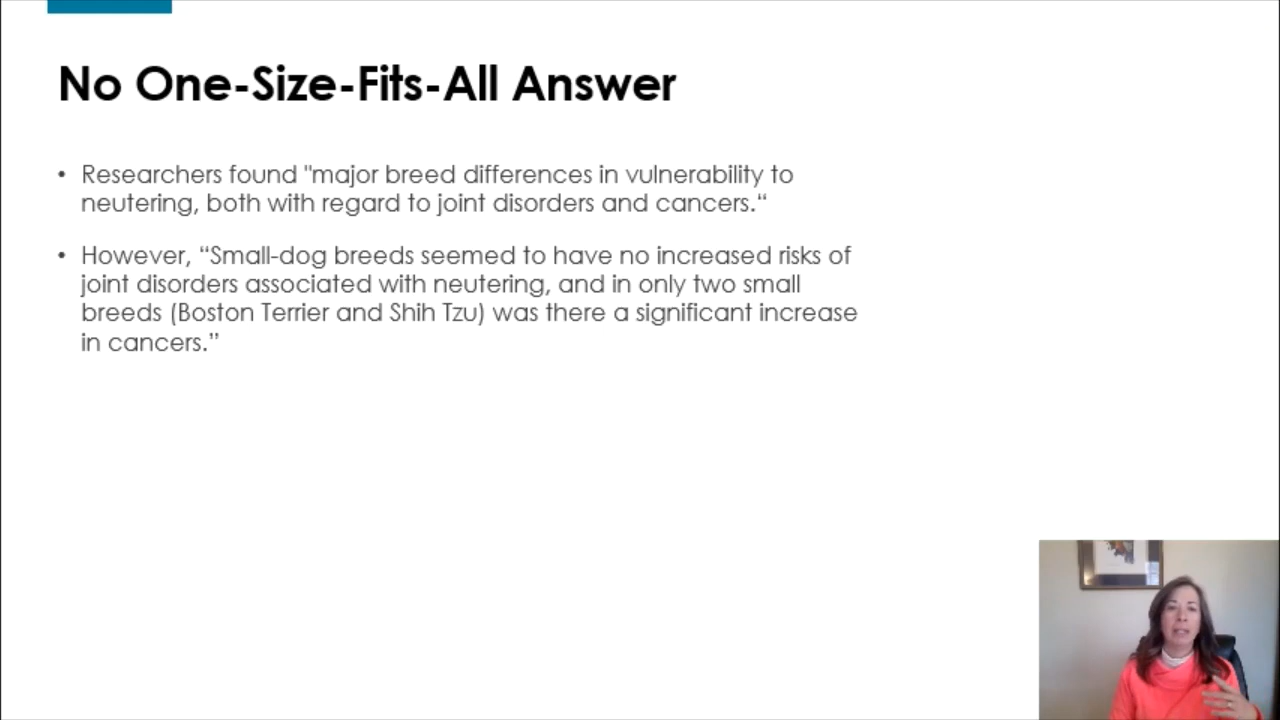 No One-Size-Fits-All Answer
• Researchers found "major breed differences in vulnerability to
neutering, both with regard to joint disorders and cancers.“
• However, “Small-dog breeds seemed to have no increased risks of
joint disorders associated with neutering, and in only two small
breeds (Boston Terrier and Shih Tzu) was there a significant increase
in cancers.”